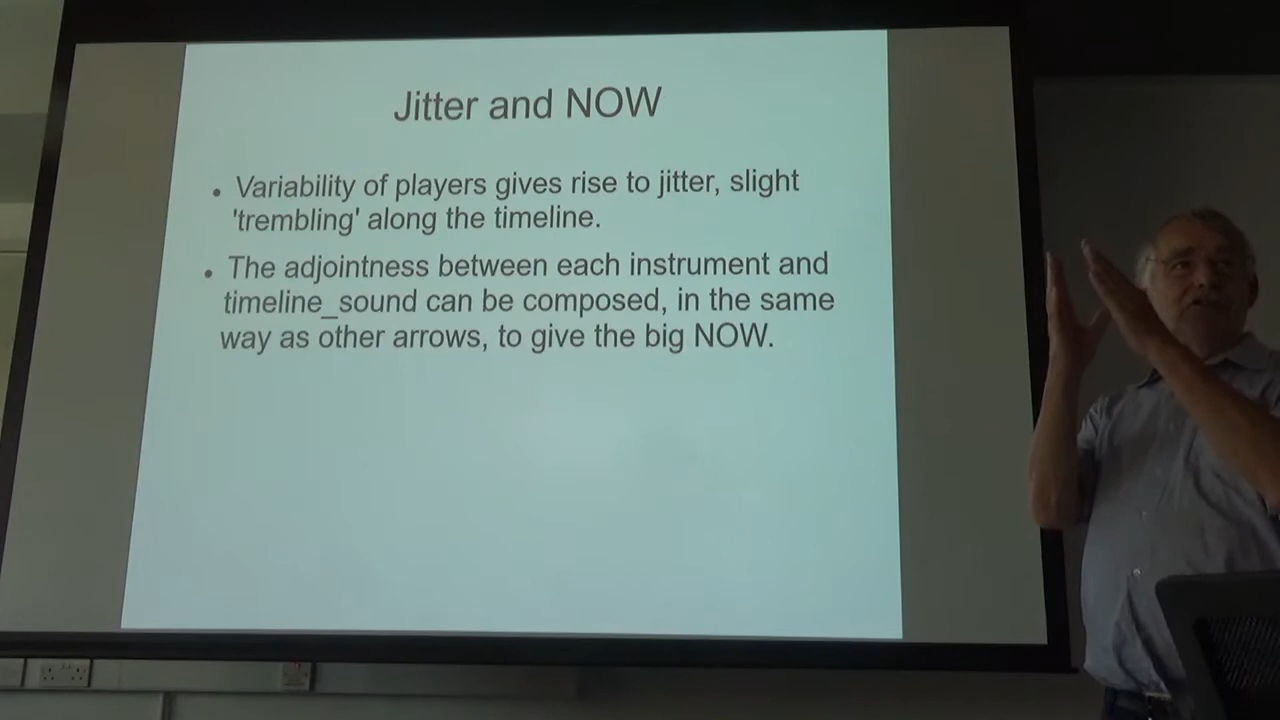 Jitter and NOW
• Variability of players gives rise to jitter, slight
'trembling' along the timeline.
• The adjointness between each instrument and
timeline_sound can be composed, in the same
way as other arrows, to give the big NOW.